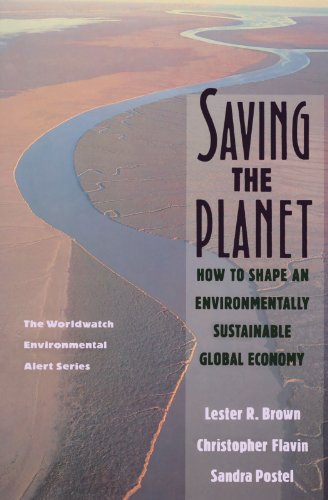 SAVING
THE
PLANET
HOW TO SHAPE AN
ENVIRONMENTALLY
SUSTAINABLE
GLOBAL ECONOMY
The Worldwatch
Environmental
Alert Series
Lester R. Brown
Christopher Flavin
Sandra Postel